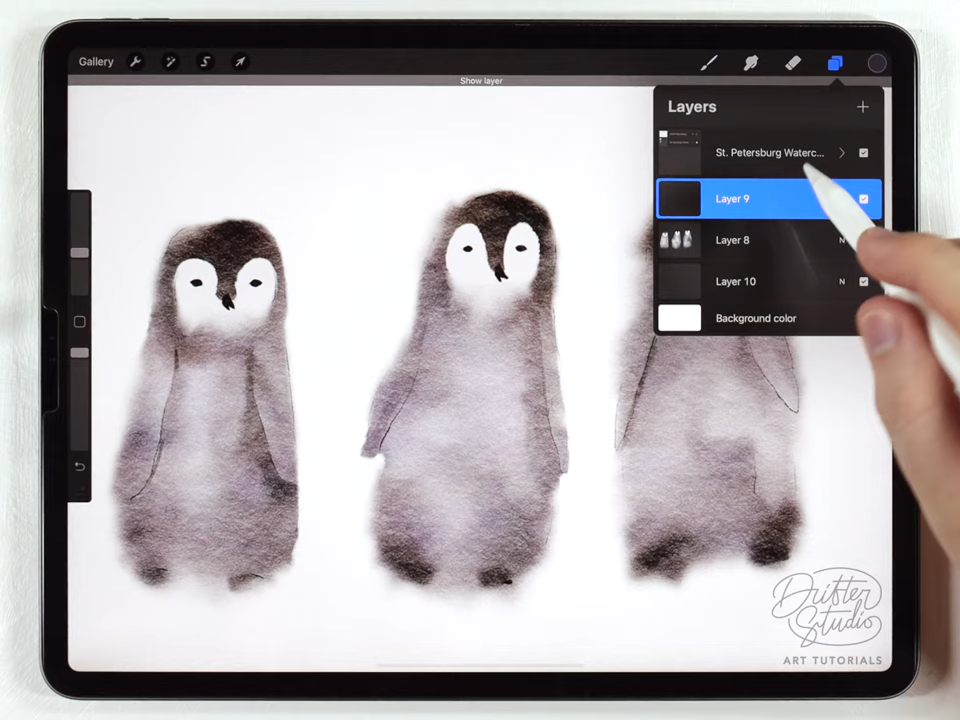 Gallery
Show layer
Layers
St. Petersburg Waterc...
Layer 9
Layer 8
N
Layer 10
N
Background color
Drifter
Studio
ART TUTORIALS